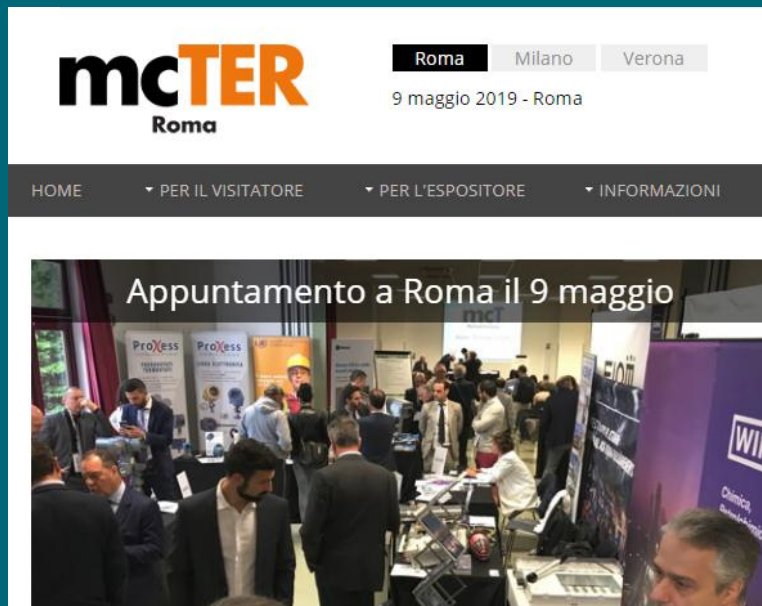 mcTER
Roma
Roma Milano Verona
9 maggio 2019 - Roma
HOME PER IL VISITATORE PER L'ESPOSITORE INFORMAZIONI
Appuntamento a Roma il 9 maggio
mcT
ProXess
ProXess
WI
Chimica,